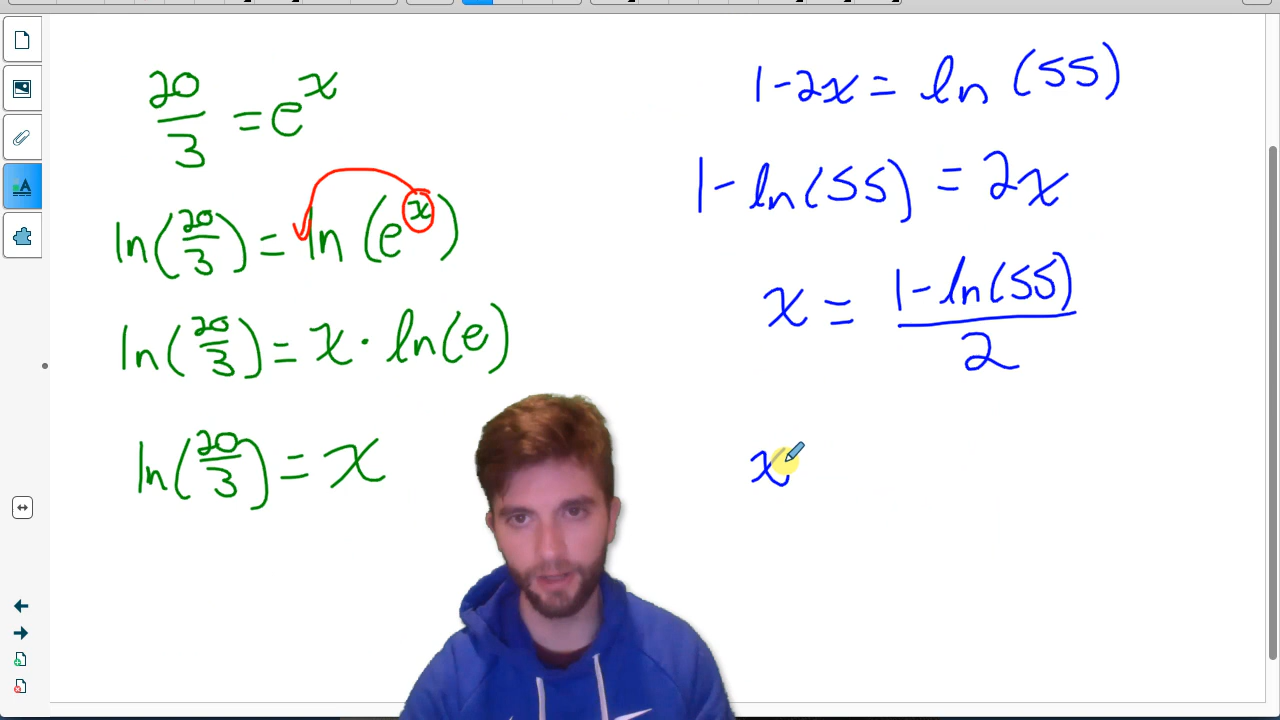 20/3 = e^x
ln(20/3) = ln(e^x)
ln(20/3) = x · ln(e)
ln(20/3) = x
1-2x = ln(55)
1-ln(55) = 2x
x = (1-ln(55))/2
x